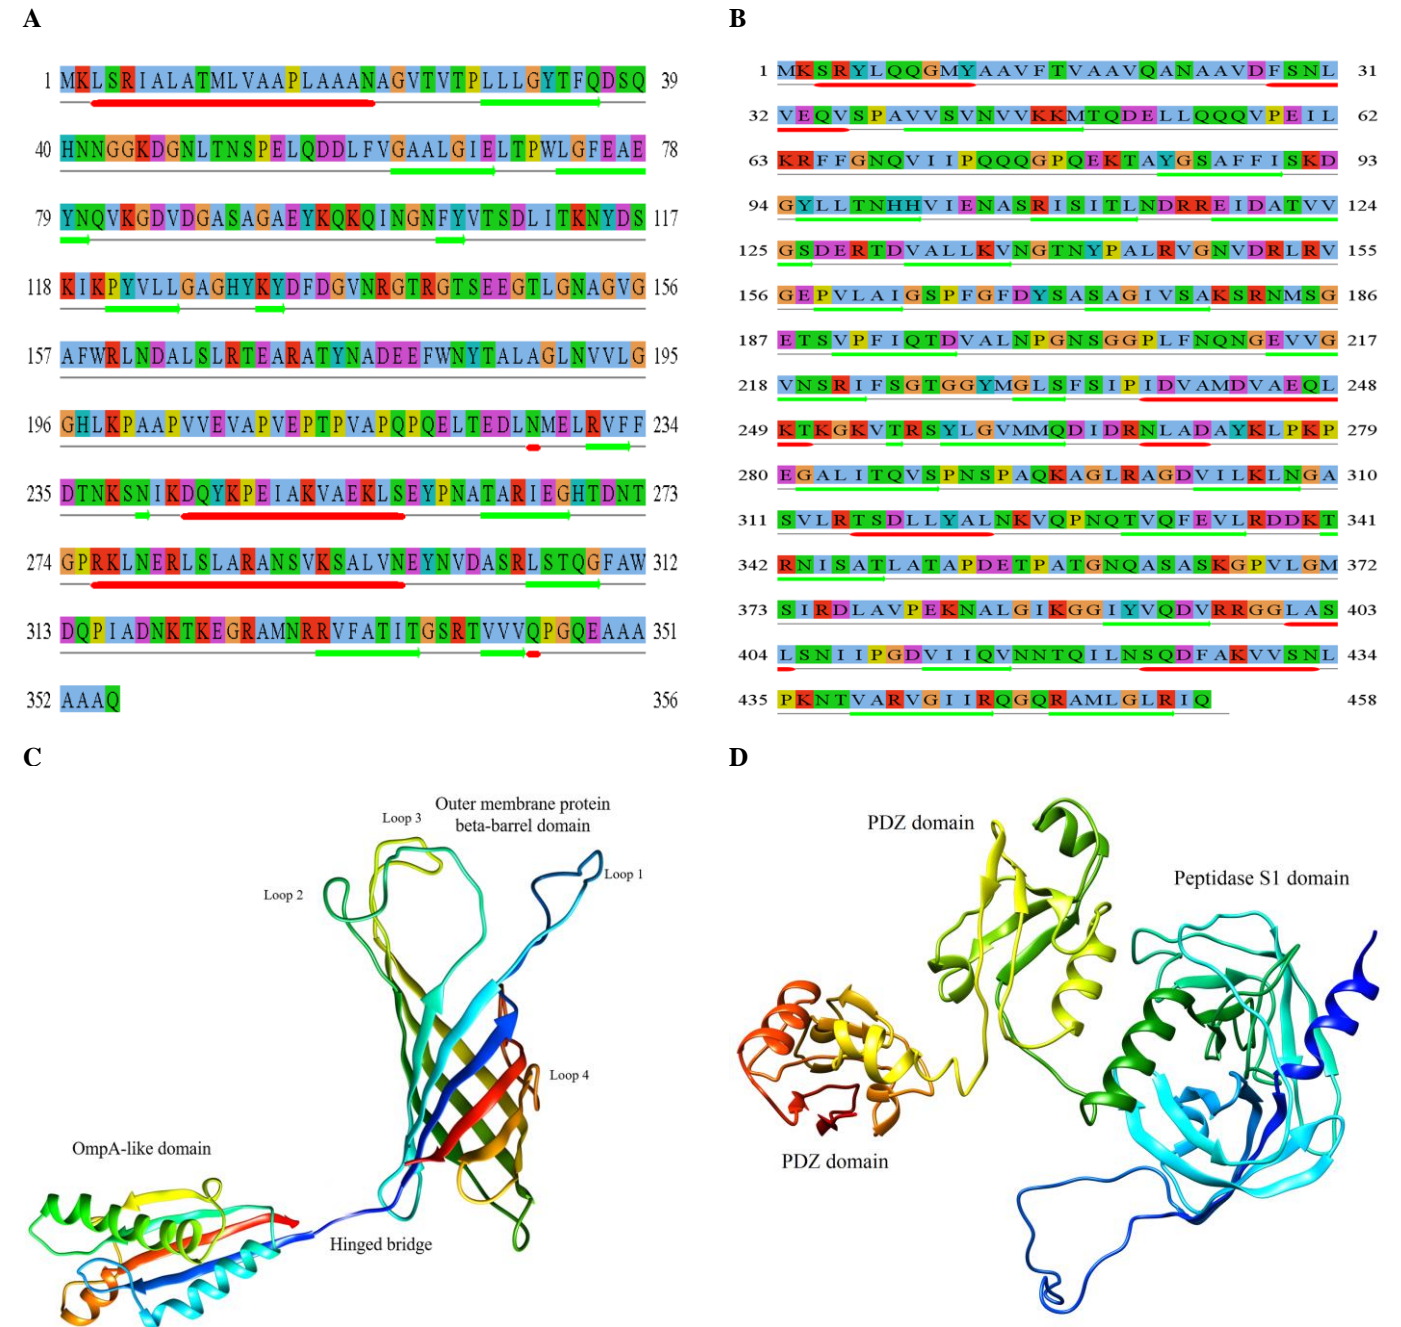 A
1 MKLSRIALATMLVAAPLAAANAGVTVTPLLLGYTFQDSQ 39
40 HNNGGKDGNLTNSPELQDDLFVGAALGIELTPWLGFEAE 78
79 YNQVKGDVDGASAGAEYKQKQINGNFYVTSDLITKNYDS 117
118 KIKPYVLLGAGHYKYDFDGVNRGTRGTSEEGTLGNAGVG 156
157 AFWRLNDALSLRTEARATYNADEEFWNYTALAGLNVVLG 195
196 GHLKPAAPVVEVAPVEPTPVAPQPQELTEDLNMELRVFF 234
235 DTNKSNIKDQYKPEIAKVAEKLSEYPNATARIEGHTDNT 273
274 GPRKLNERLSLARANSVKSALVNEYNVDASRLSTQGFAW 312
313 DQPIADNKTKEGRAMNRRVFATITGSRTVVVQPGQEAAA 351
352 AAAQ 356
B
1 MKSRYLQQGMYAAVFTVAAVQANAAVDFSNL 31
32 VEQVSPAVVSVNVVKKMTQDELLQQQVPEIL 62
63 KRFFGNQVIIPQQQGPQEKTAYGSAFFISKD 93
94 GYLLTNHHVIENASRISITLNDRREIDATVV 124
125 GSDERTDVALLKVNGTNYPALRVGNVDRLRV 155
156 GEPVLAIGSPFGFDYSASAGIVSAKSRNMSG 186
187 ETSVPFIQTDVALNPGNSGGPLFNQNGEVVG 217
218 VNSRIFSGTGGYMGLSFSIPIDVAMDVAEQL 248
249 KTKGKVTRSYLGVMMQDIDRNLADAYKLPKP 279
280 EGALITQVSPNSPAQKAGLRAGDVILKLNGA 310
311 SVLRTSDLLYALNKVQPNQTVQFEVLRDDKT 341
342 RNISATLATAPDETPATGNQASASKGPVLGM 372
373 SIRDLAVPEKNALGIKGGIYVQDVRRGGLAS 403
404 LSNIIPGDVIIQVNNTQILNSQDFAKVVSNL 434
435 PKNTVARVGIIRQGQRAMLGLRIQ 458
C
Outer membrane protein
beta-barrel domain
Loop 3
Loop 1
Loop 2
Loop 4
OmpA-like domain
Hinged bridge
D
PDZ domain
Peptidase S1 domain
PDZ domain